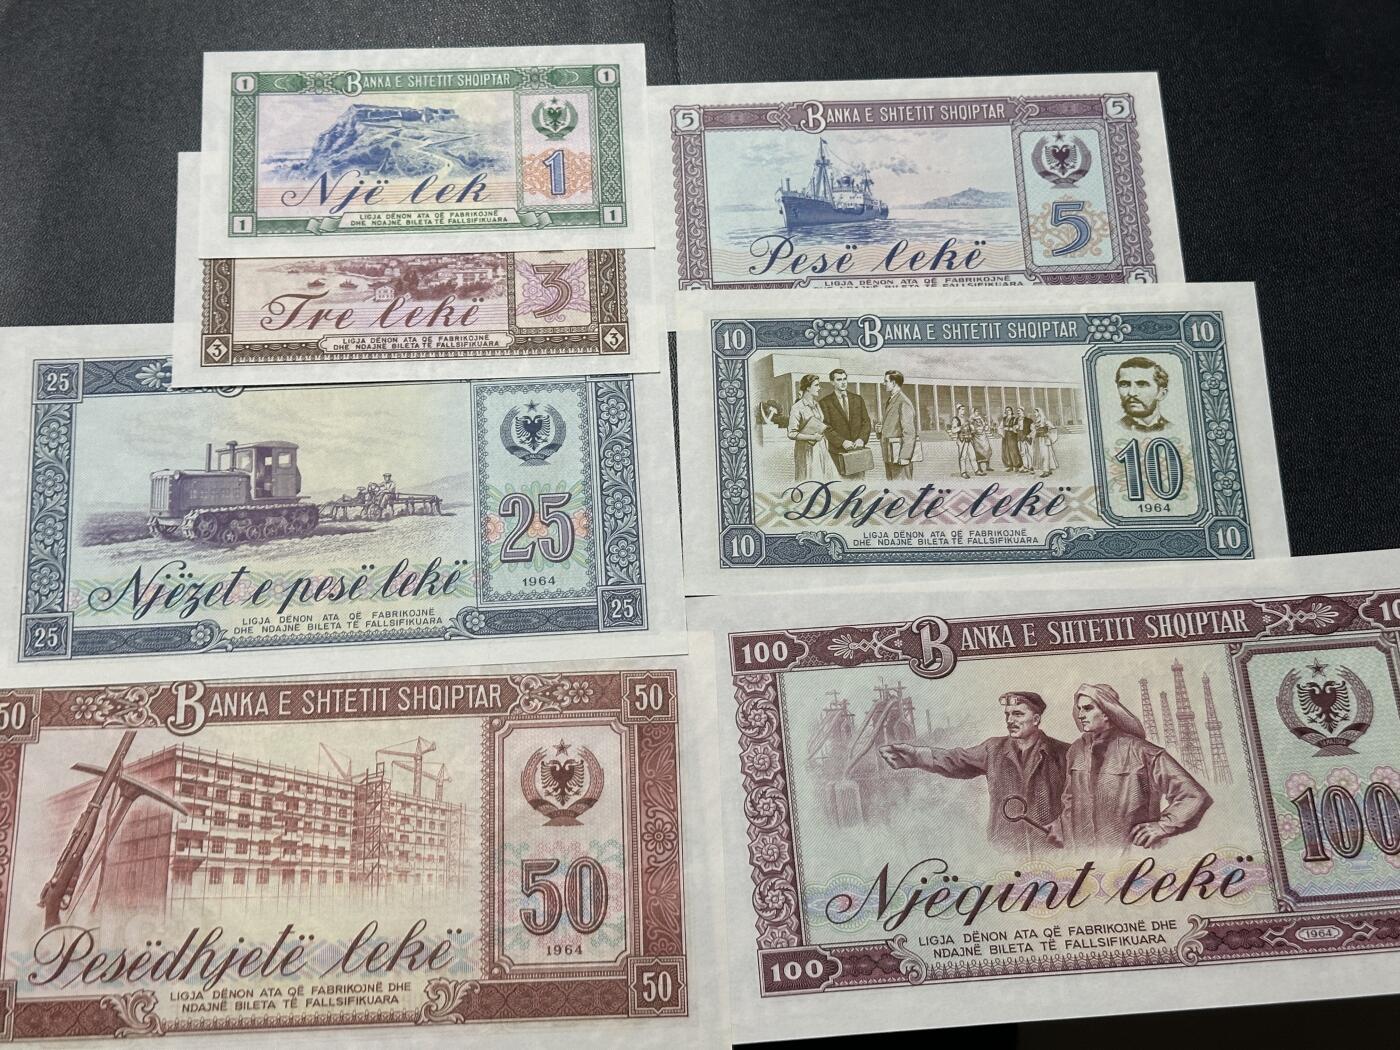 1
BANKA E SHTETIT SHQIPTAR
1
Një lek
1
1
LIGJA DËNON ATA QË FABRIKOJNË
DHE NDAJNË BILETA TË FALLSIFIKUARA
1
5
BANKA E SHTETIT SHQIPTAR
5
Pesë lekë
5
LIGJA DËNON ATA QË FABRIKOJNË
DHE NDAJNË BILETA TË FALLSIFIKUARA
5
Tre lekë
3
3
LIGJA DËNON ATA QË FABRIKOJNË
DHE NDAJNË BILETA TË FALLSIFIKUARA
3
10
BANKA E SHTETIT SHQIPTAR
10
Dhjetë lekë
10
1964
10
LIGJA DËNON ATA QË FABRIKOJNË
DHE NDAJNË BILETA TË FALLSIFIKUARA
10
25
Njëzet e pesë lekë
25
1964
25
LIGJA DËNON ATA QË FABRIKOJNË
DHE NDAJNË BILETA TË FALLSIFIKUARA
25
50
BANKA E SHTETIT SHQIPTAR
50
Pesëdhjetë lekë
50
1964
LIGJA DËNON ATA QË FABRIKOJNË DHE
NDAJNË BILETA TË FALLSIFIKUARA
50
100
BANKA E SHTETIT SHQIPTAR
10
Njëqint lekë
100
100
LIGJA DËNON ATA QË FABRIKOJNË DHE
NDAJNË BILETA TË FALLSIFIKUARA
1964